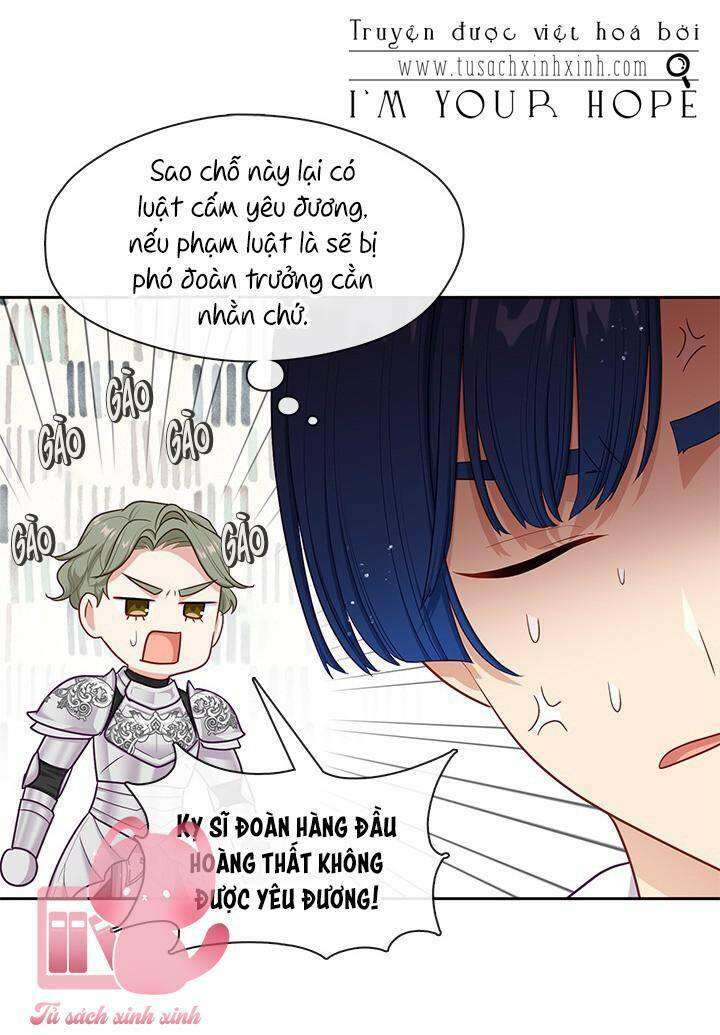 Truyện được việt hoá bởi
www.tusachxinhxinh.com
I'M YOUR HOPE
Sao chỗ này lại có
luật cấm yêu đương,
nếu phạm luật là sẽ bị
phó đoàn trưởng cằn
nhằn chứ.
GÀO
GÀO
GÀO
GÀO
GÀO
KỴ SĨ ĐOÀN HÀNG ĐẦU
HOÀNG THẤT KHÔNG
ĐƯỢC YÊU ĐƯƠNG!
Tủ sách xinh xinh